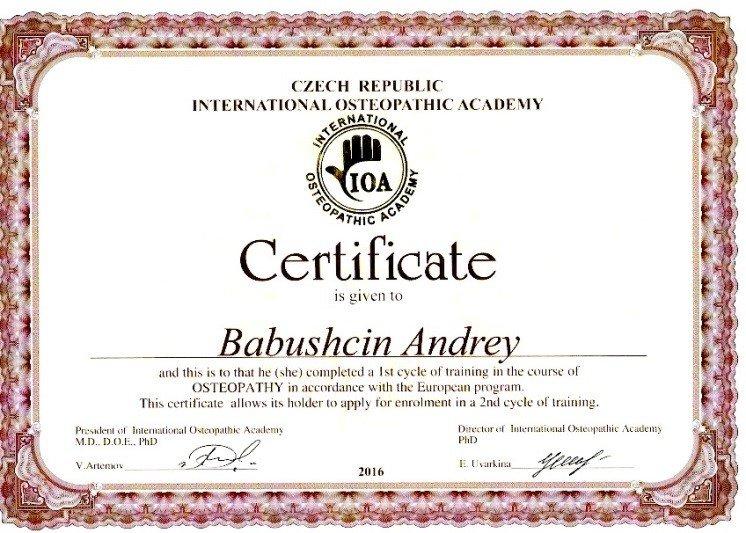 CZECH REPUBLIC
INTERNATIONAL OSTEOPATHIC ACADEMY
INTERNATIONAL
IOA
OSTEOPATHIC ACADEMY
Certificate
is given to
Babushcin Andrey
and this is to that he (she) completed a 1st cycle of training in the course of
OSTEOPATHY in accordance with the European program.
This certificate allows its holder to apply for enrolment in a 2nd cycle of training.
President of International Osteopathic Academy
M.D., D.O.E., PhD
V.Artemov
Director of International Osteopathic Academy
PhD
E. Uvarkina
2016